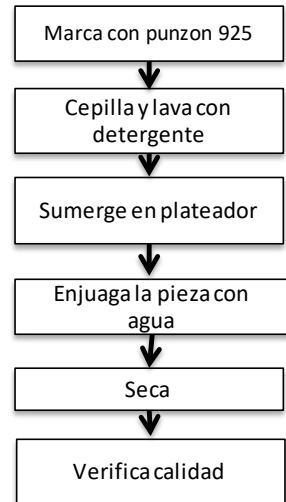 Marca con punzon 925
Cepilla y lava con
detergente
Sumerge en plateador
Enjuaga la pieza con
agua
Seca
Verifica calidad